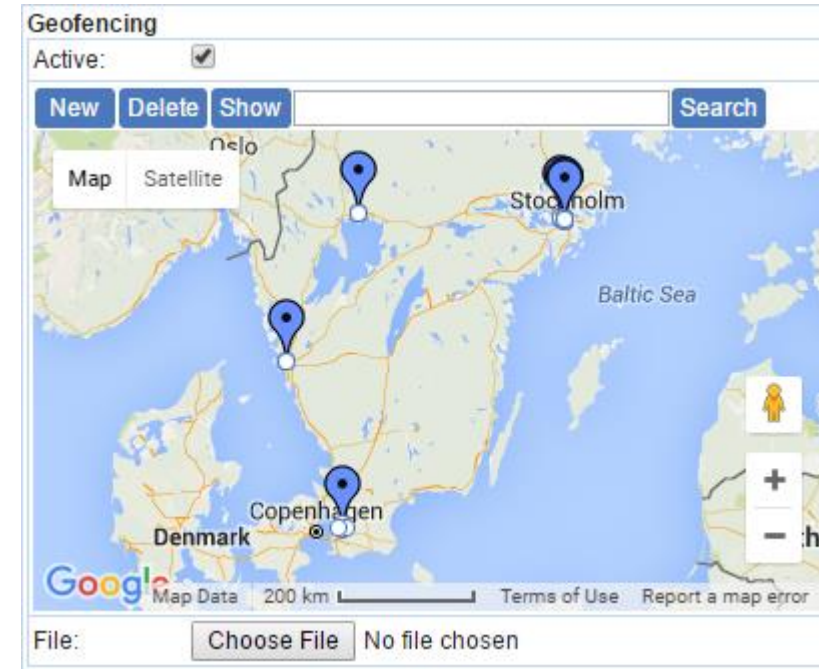 Geofencing
Active:
New Delete Show Search
Oslo
Map Satellite
Stockholm
Baltic Sea
Copenhagen
Denmark
Google
Map Data 200 km Terms of Use Report a map error
File: Choose File No file chosen